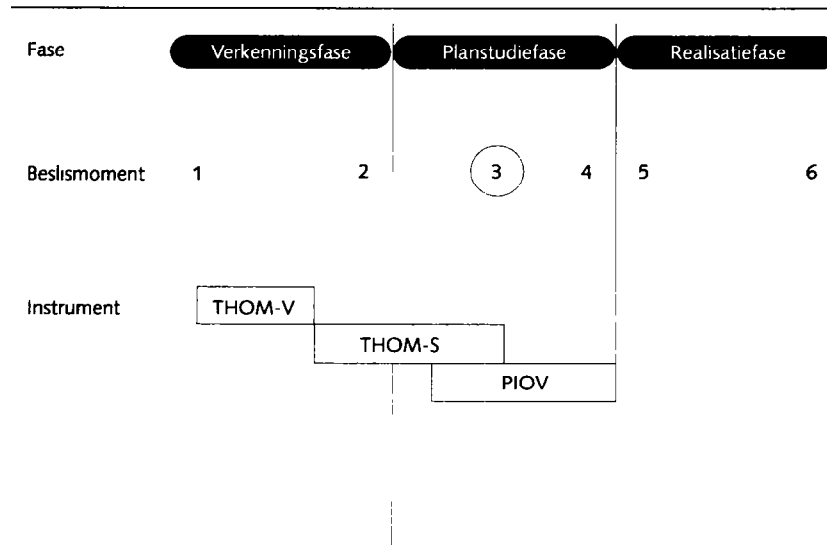 Fase Verkenningsfase Planstudiefase Realisatiefase
Beslismoment 1 2 3 4 5 6
Instrument THOM-V
THOM-S
PIOV